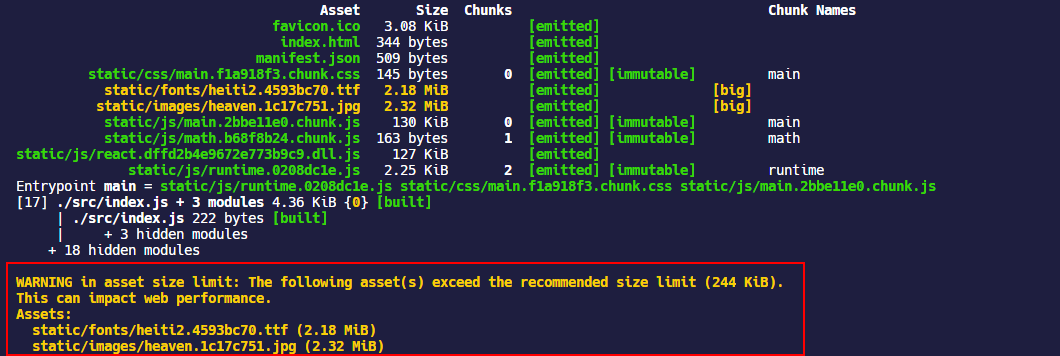 Asset Size Chunks Chunk Names
favicon.ico 3.08 KiB [emitted]
index.html 344 bytes [emitted]
manifest.json 509 bytes [emitted]
static/css/main.f1a918f3.chunk.css 145 bytes 0 [emitted] [immutable] main
static/fonts/heiti2.4593bc70.ttf 2.18 MiB [emitted] [big]
static/images/heaven.1c17c751.jpg 2.32 MiB [emitted] [big]
static/js/main.2bbe11e0.chunk.js 130 KiB 0 [emitted] [immutable] main
static/js/math.b68f8b24.chunk.js 163 bytes 1 [emitted] [immutable] math
static/js/react.dffd2b4e9672e773b9c9.dll.js 127 KiB [emitted]
static/js/runtime.0208dc1e.js 2.25 KiB 2 [emitted] [immutable] runtime
Entrypoint main = static/js/runtime.0208dc1e.js static/css/main.f1a918f3.chunk.css static/js/main.2bbe11e0.chunk.js
[17] ./src/index.js + 3 modules 4.36 KiB {0} [built]
| ./src/index.js 222 bytes [built]
| + 3 hidden modules
+ 18 hidden modules
WARNING in asset size limit: The following asset(s) exceed the recommended size limit (244 KiB).
This can impact web performance.
Assets:
static/fonts/heiti2.4593bc70.ttf (2.18 MiB)
static/images/heaven.1c17c751.jpg (2.32 MiB)